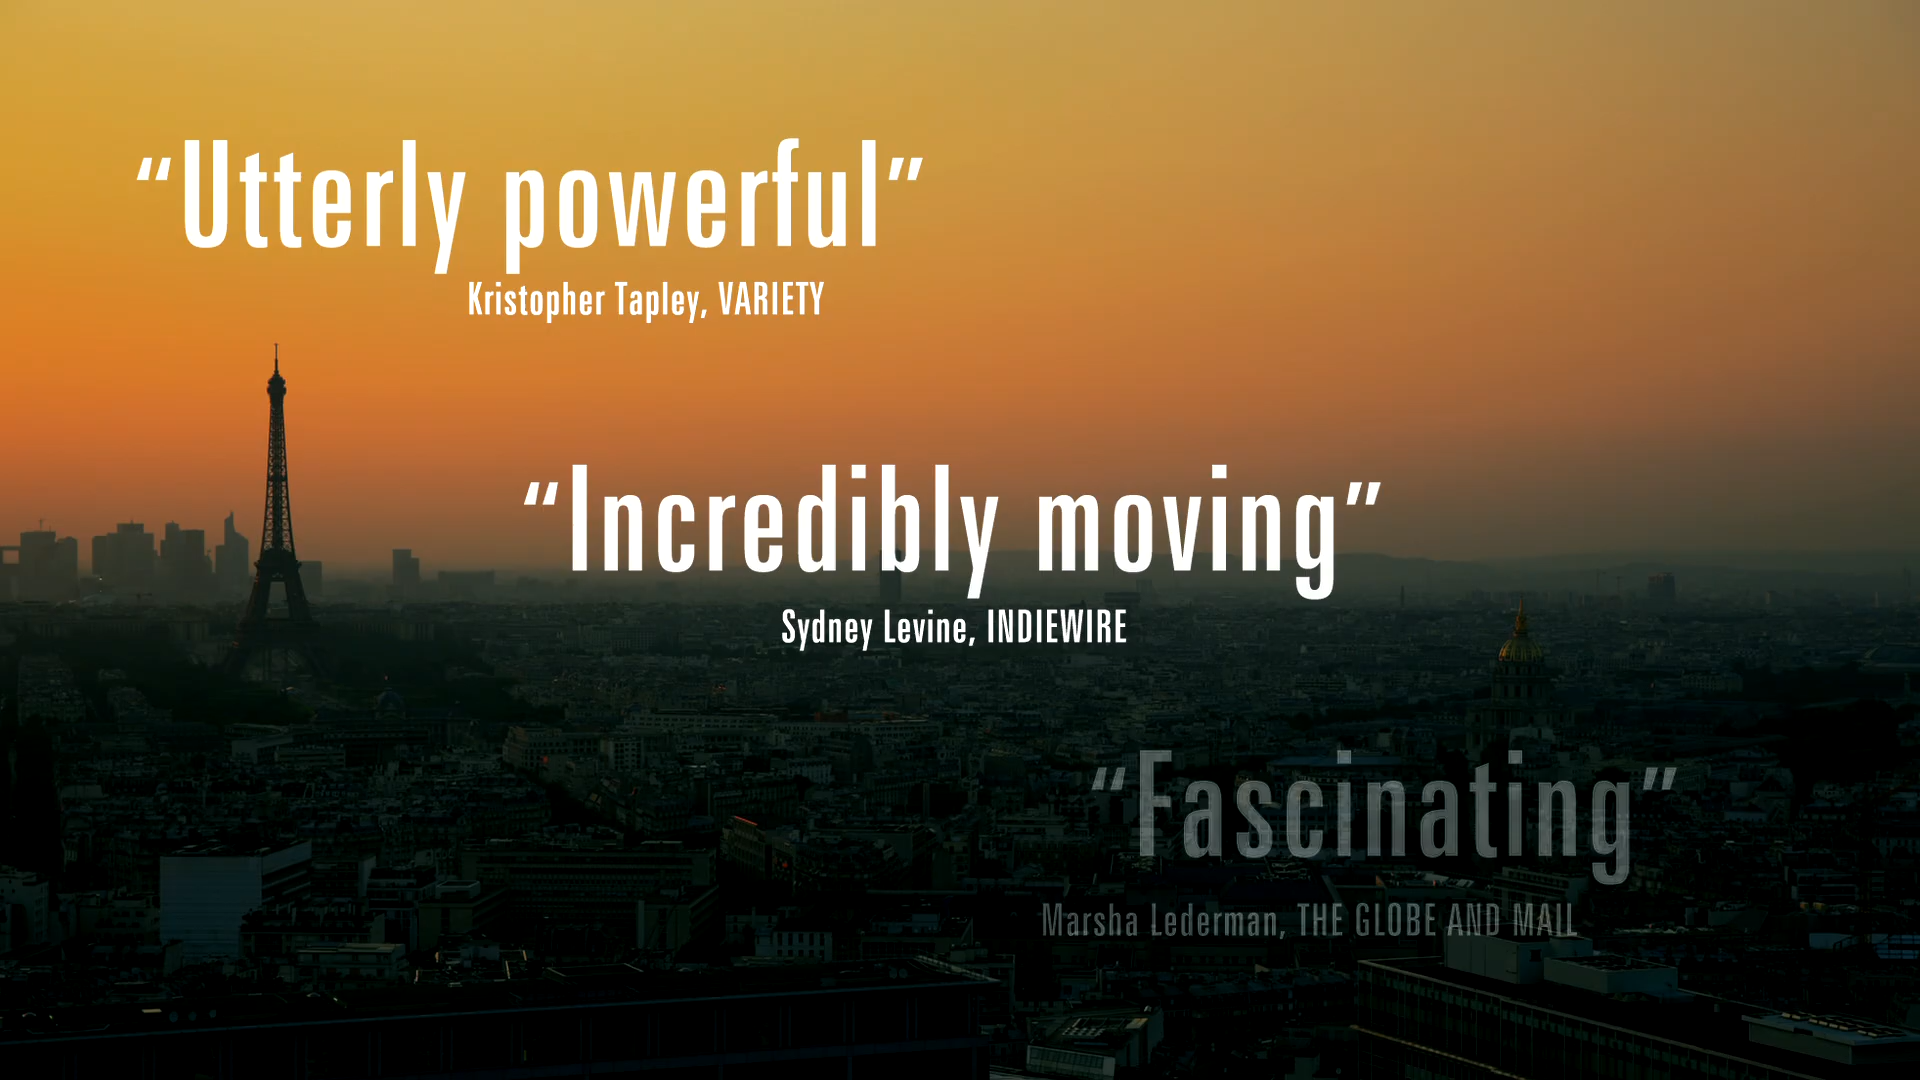 “Utterly powerful”
Kristopher Tapley, VARIETY
“Incredibly moving”
Sydney Levine, INDIEWIRE
“Fascinating”
Marsha Lederman, THE GLOBE AND MAIL